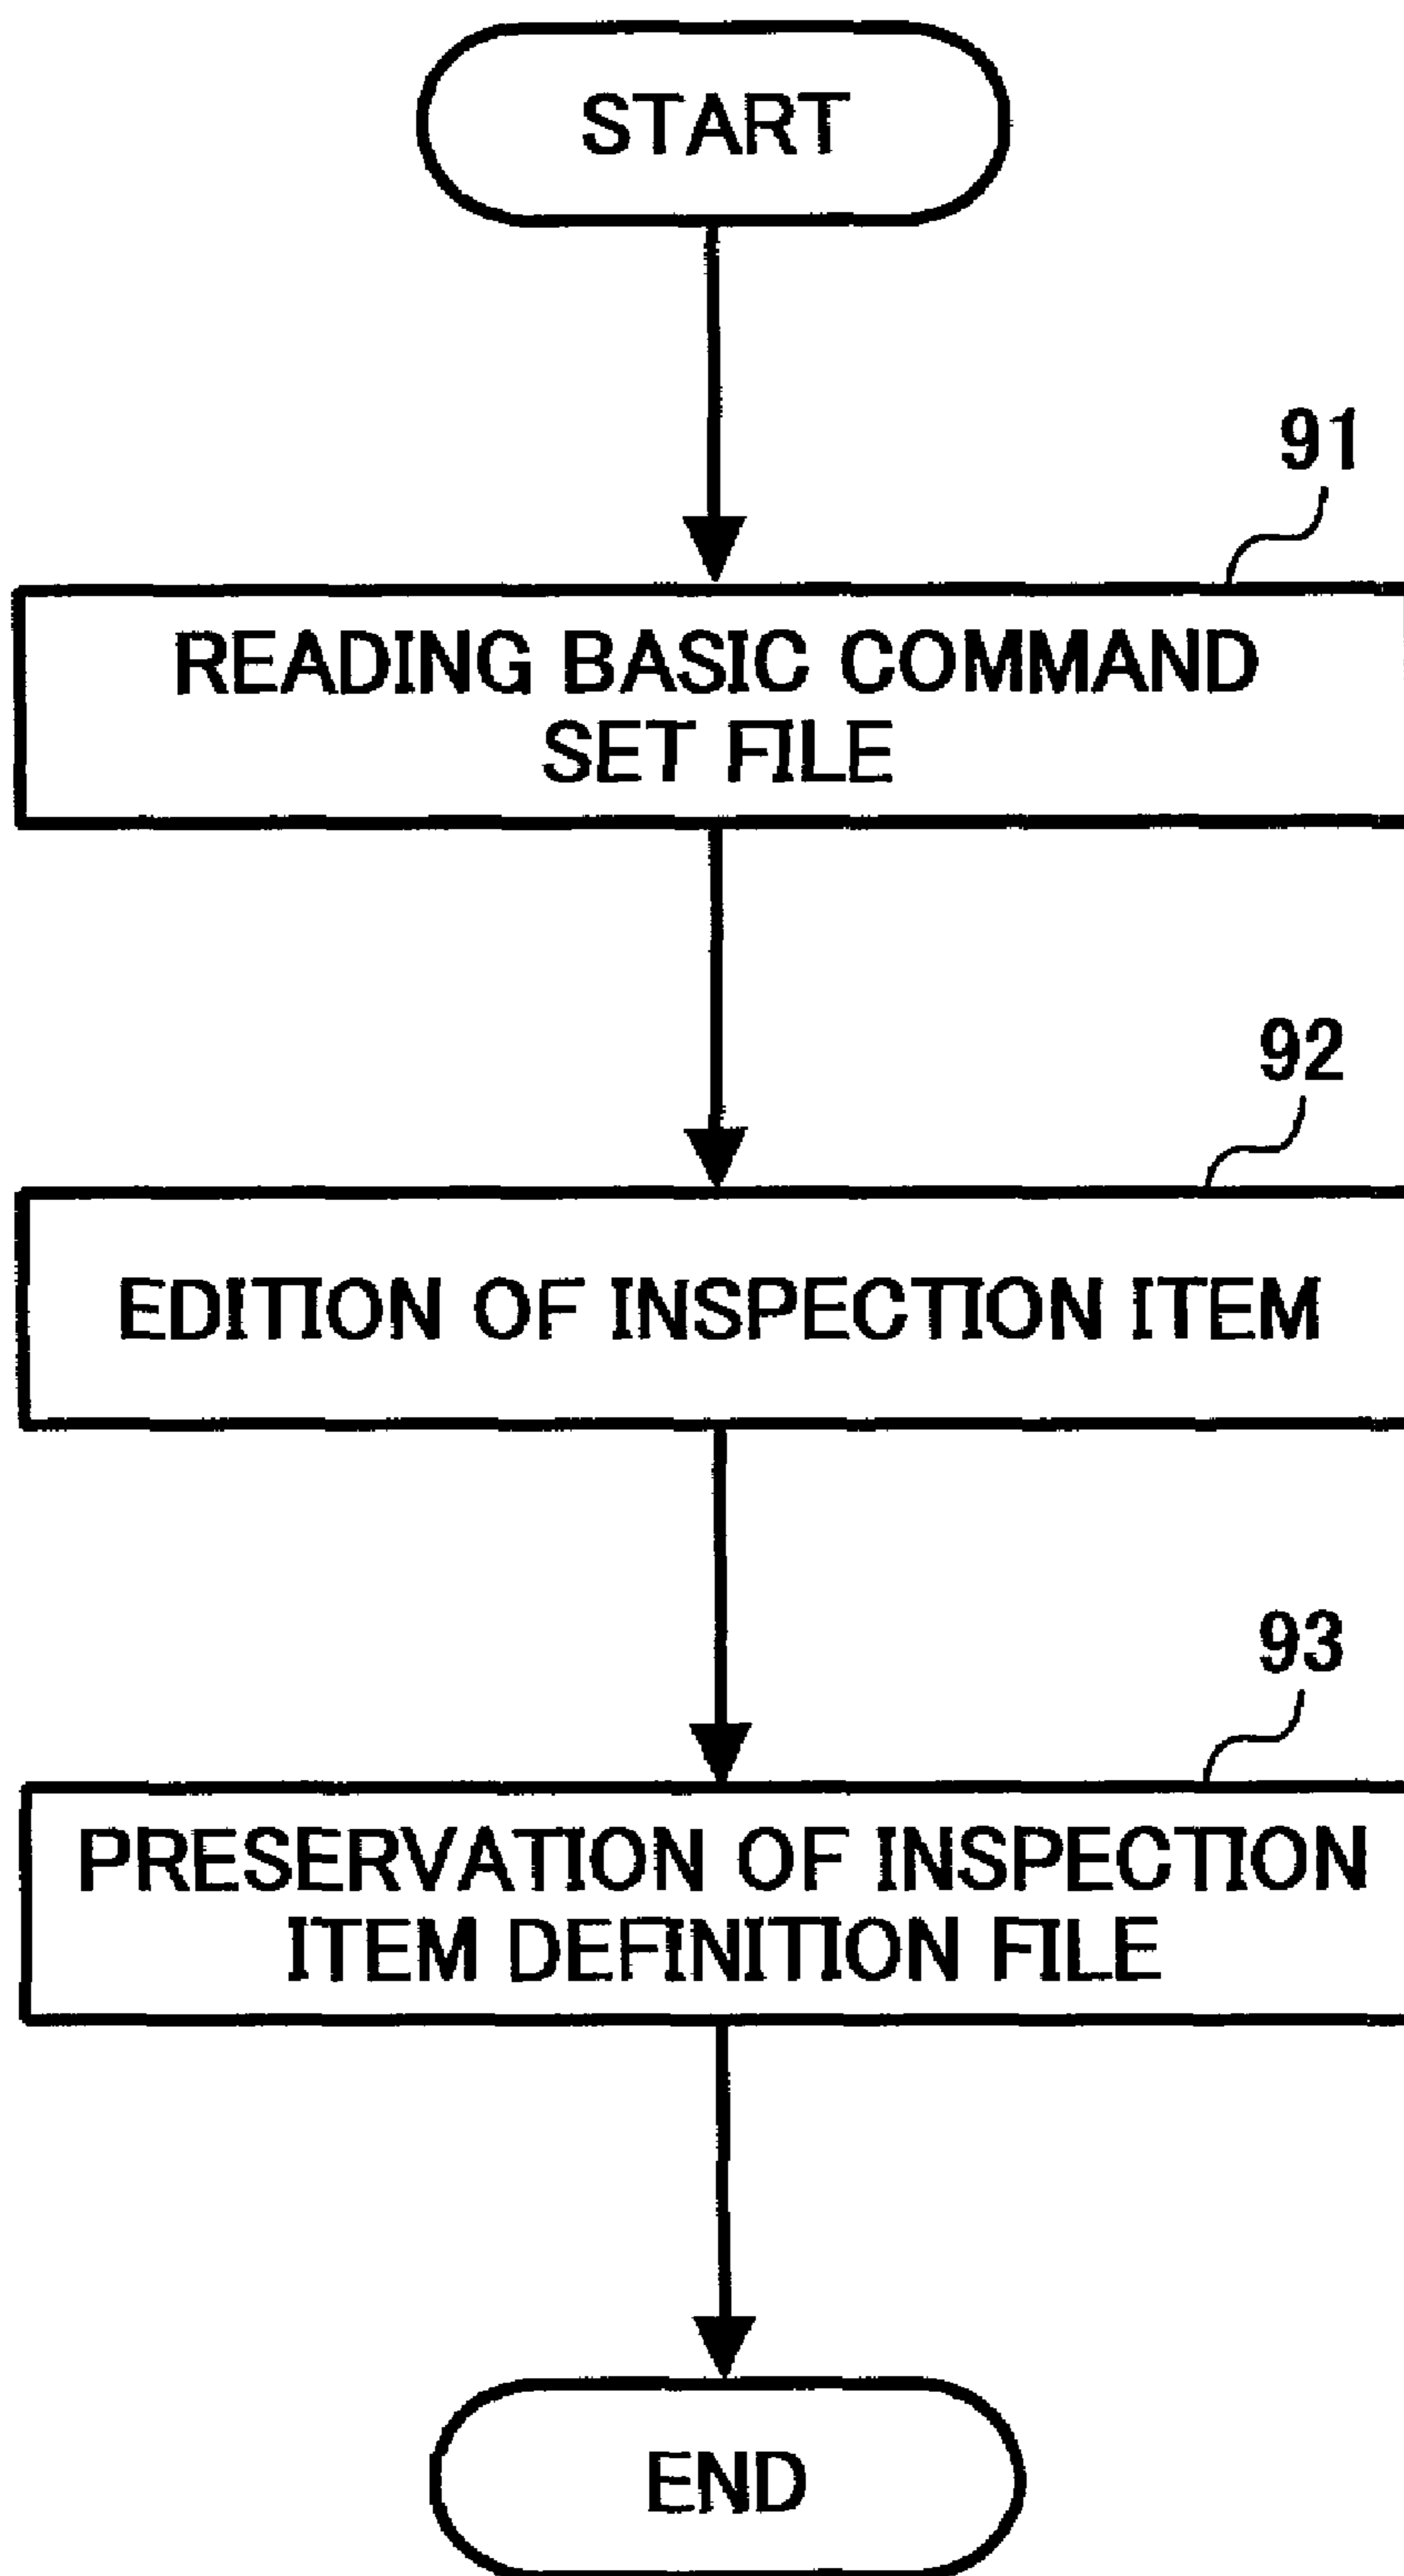 START
91
READING BASIC COMMAND
SET FILE
92
EDITION OF INSPECTION ITEM
93
PRESERVATION OF INSPECTION
ITEM DEFINITION FILE
END